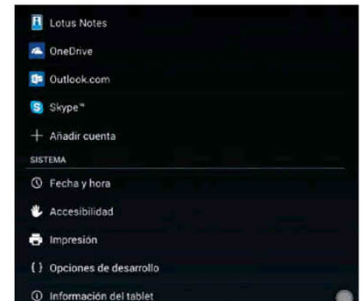 Lotus Notes
OneDrive
Outlook.com
Skype™
Añadir cuenta
SISTEMA
Fecha y hora
Accesibilidad
Impresión
{ } Opciones de desarrollo
Información del tablet